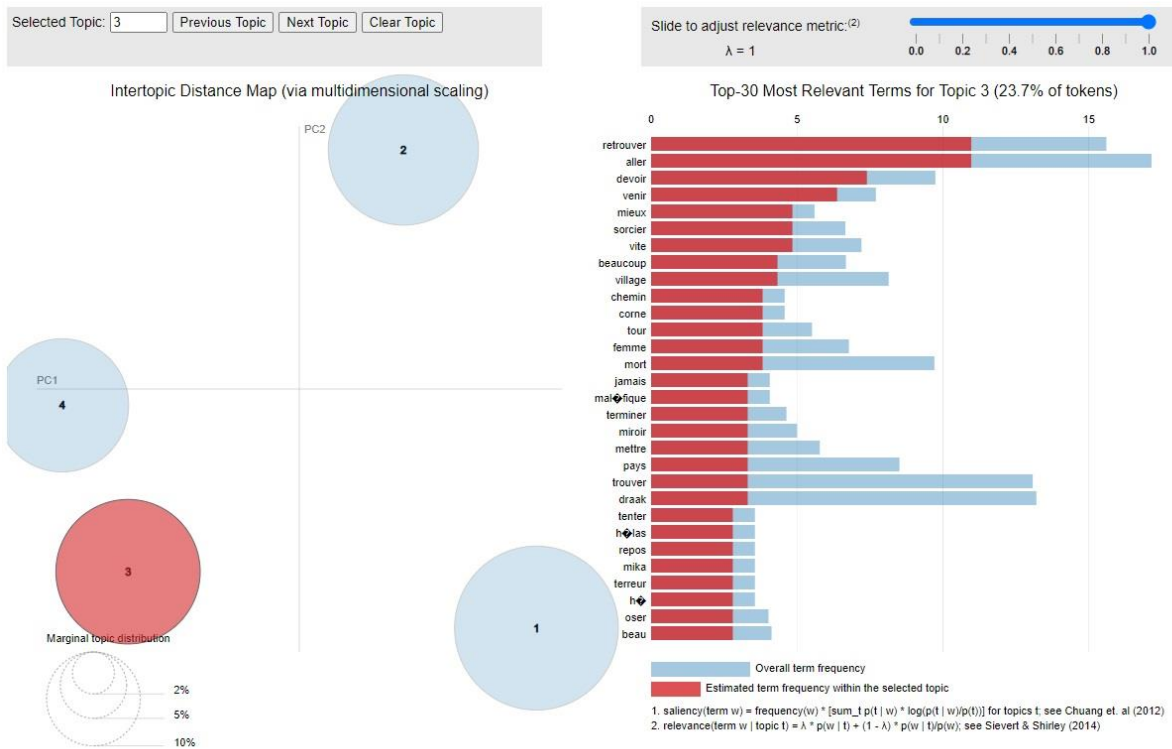 Selected Topic: 3 Previous Topic Next Topic Clear Topic
Slide to adjust relevance metric:(2)
λ = 1
0.0 0.2 0.4 0.6 0.8 1.0
Intertopic Distance Map (via multidimensional scaling)
PC2
PC1
2
4
3
1
Marginal topic distribution
2%
5%
10%
Top-30 Most Relevant Terms for Topic 3 (23.7% of tokens)
0 5 10 15
retrouver
aller
devoir
venir
mieux
sorcier
vite
beaucoup
village
chemin
corne
tour
femme
mort
jamais
mal�fique
terminer
miroir
mettre
pays
trouver
draak
tenter
h�las
repos
mika
terreur
h�
oser
beau
Overall term frequency
Estimated term frequency within the selected topic
1. saliency(term w) = frequency(w) * [sum_t p(t | w) * log(p(t | w)/p(t))] for topics t; see Chuang et. al (2012)
2. relevance(term w | topic t) = λ * p(w | t) + (1 - λ) * p(w | t)/p(w); see Sievert & Shirley (2014)